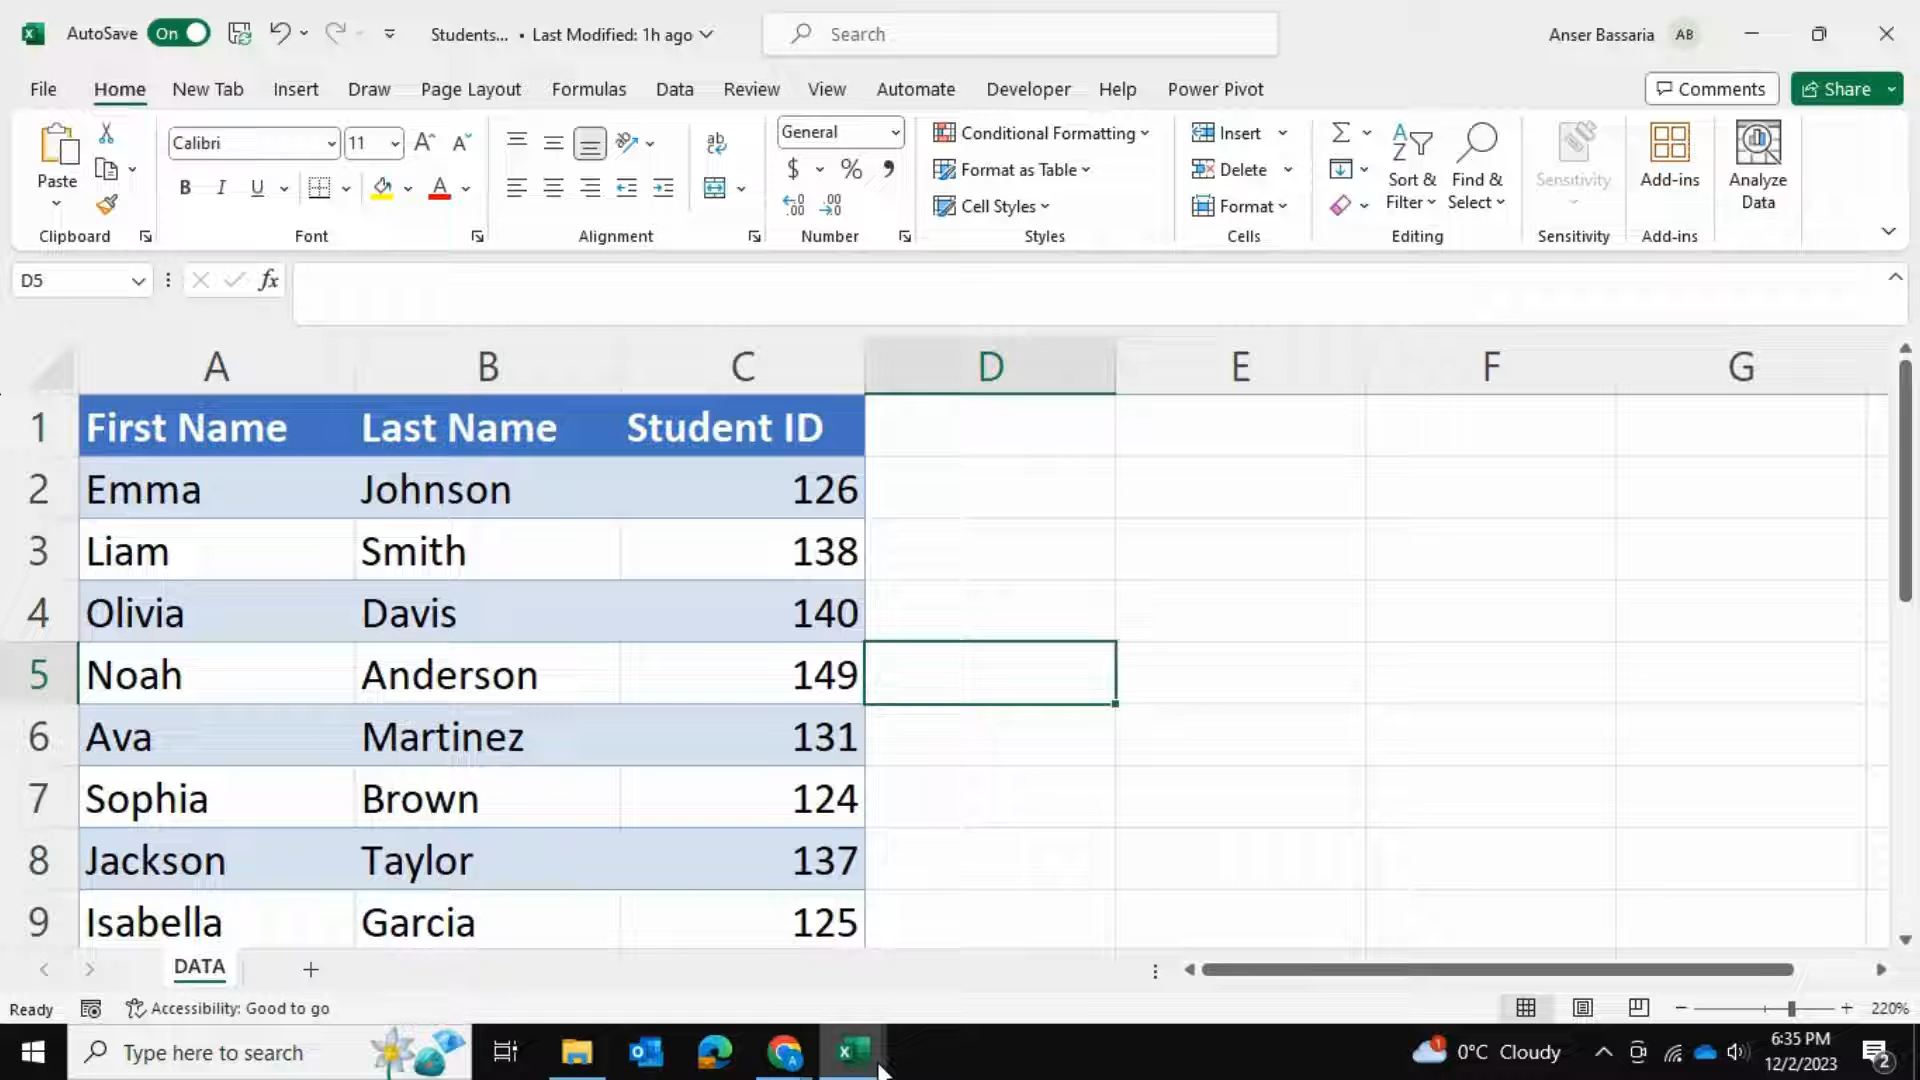 AutoSave On Students... • Last Modified: 1h ago Search Anser Bassaria AB
File Home New Tab Insert Draw Page Layout Formulas Data Review View Automate Developer Help Power Pivot Comments Share
Calibri 11 General Conditional Formatting Insert
Paste Format as Table Delete Sort & Filter Find & Select Sensitivity Add-ins Analyze Data
B I U A $ % Cell Styles Format
Clipboard Font Alignment Number Styles Cells Editing Sensitivity Add-ins
D5 fx
A B C D E F G
1 First Name Last Name Student ID
2 Emma Johnson 126
3 Liam Smith 138
4 Olivia Davis 140
5 Noah Anderson 149
6 Ava Martinez 131
7 Sophia Brown 124
8 Jackson Taylor 137
9 Isabella Garcia 125
DATA
Ready Accessibility: Good to go 220%
Type here to search 0°C Cloudy 6:35 PM
12/2/2023 2